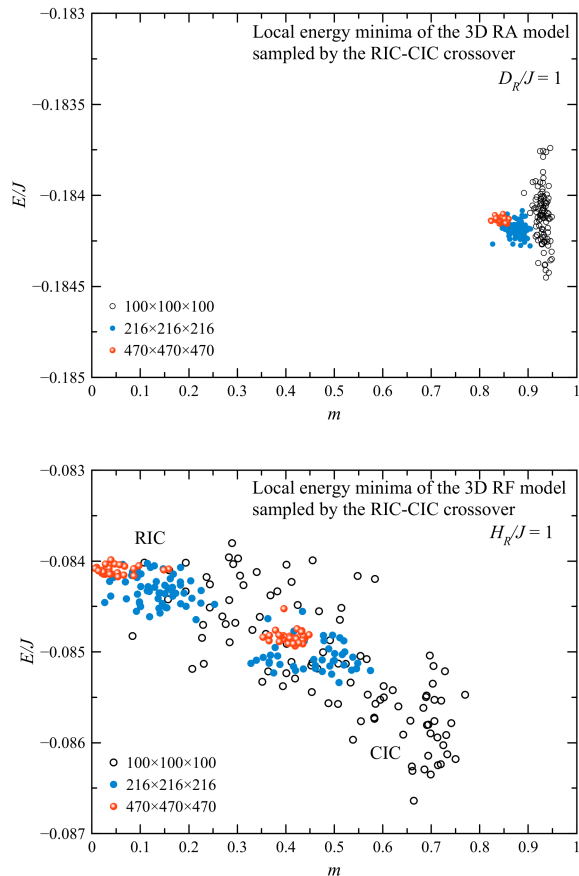 Local energy minima of the 3D RA model
sampled by the RIC-CIC crossover
D_R/J = 1
E/J
−0.183
−0.1835
−0.184
−0.1845
−0.185
100×100×100
216×216×216
470×470×470
0 0.1 0.2 0.3 0.4 0.5 0.6 0.7 0.8 0.9 1
m
Local energy minima of the 3D RF model
sampled by the RIC-CIC crossover
H_R/J = 1
RIC
CIC
E/J
−0.083
−0.084
−0.085
−0.086
−0.087
100×100×100
216×216×216
470×470×470
0 0.1 0.2 0.3 0.4 0.5 0.6 0.7 0.8 0.9 1
m